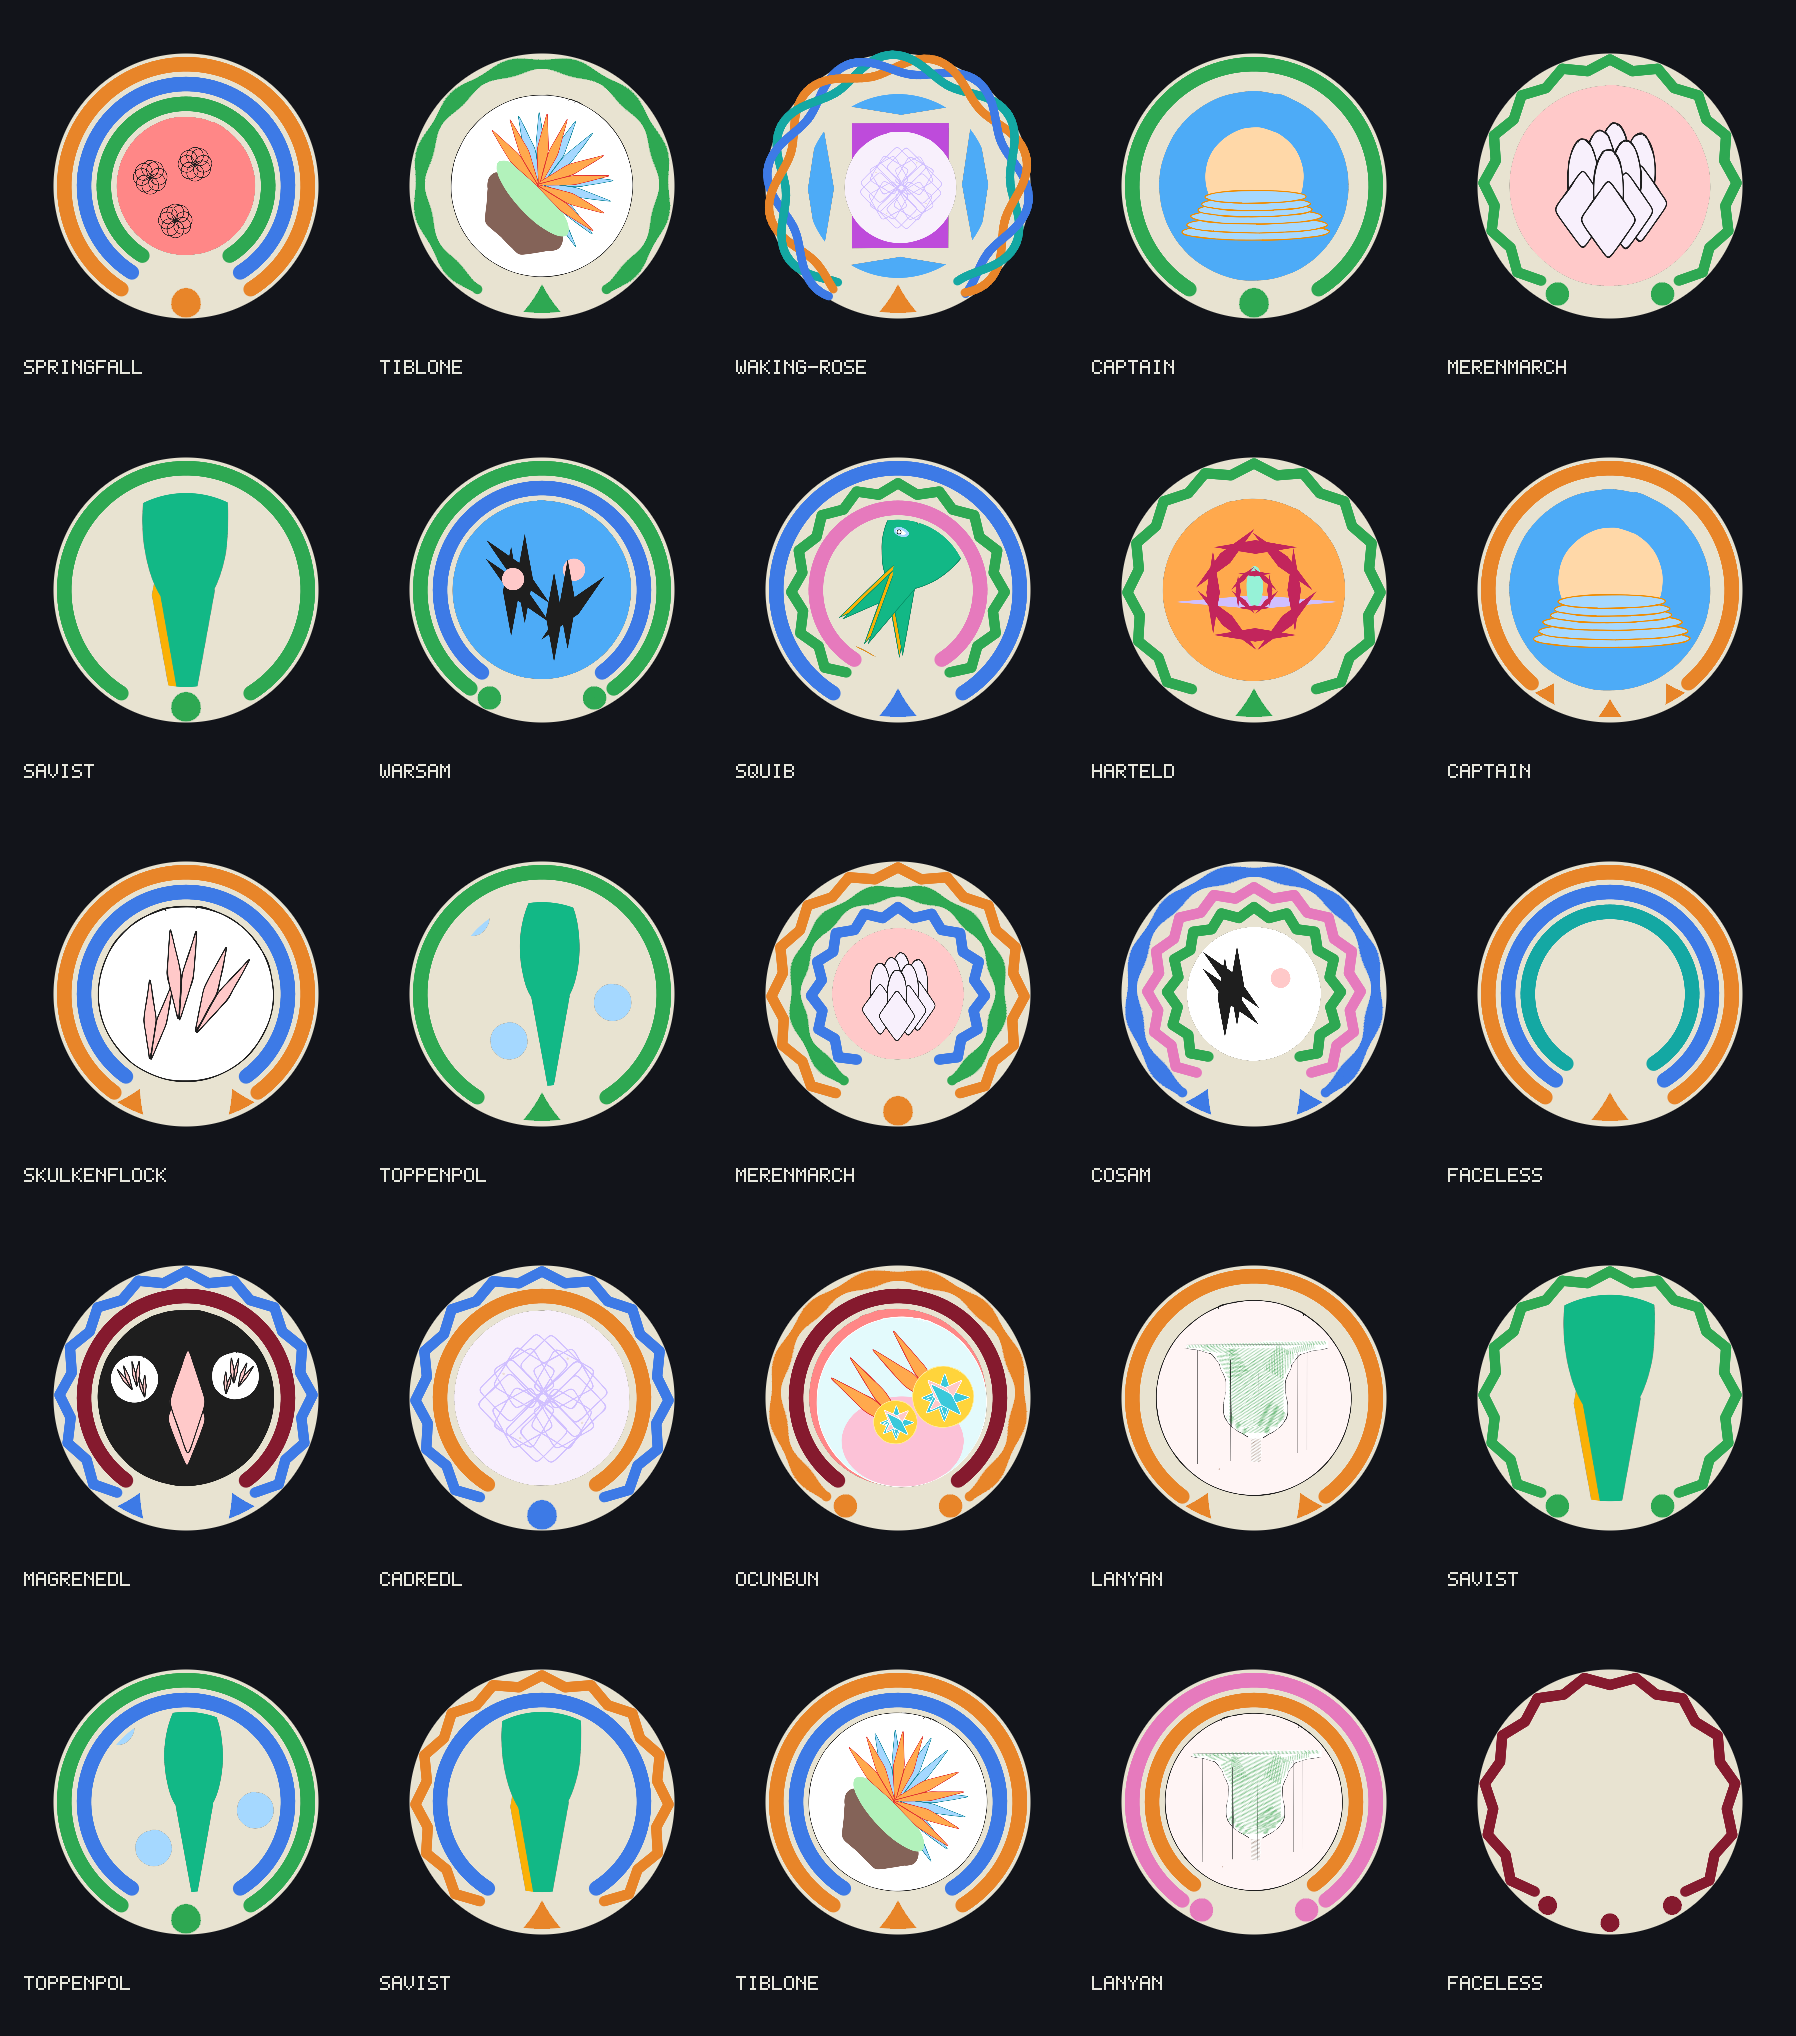 SPRINGFALL
TIBLONE
WAKING-ROSE
CAPTAIN
MERENMARCH
SAVIST
WARSAM
SQUIB
HARTELD
CAPTAIN
SKULKENFLOCK
TOPPENPOL
MERENMARCH
COSAM
FACELESS
MAGRENEDL
CADREDL
OCUNBUN
LANYAN
SAVIST
TOPPENPOL
SAVIST
TIBLONE
LANYAN
FACELESS